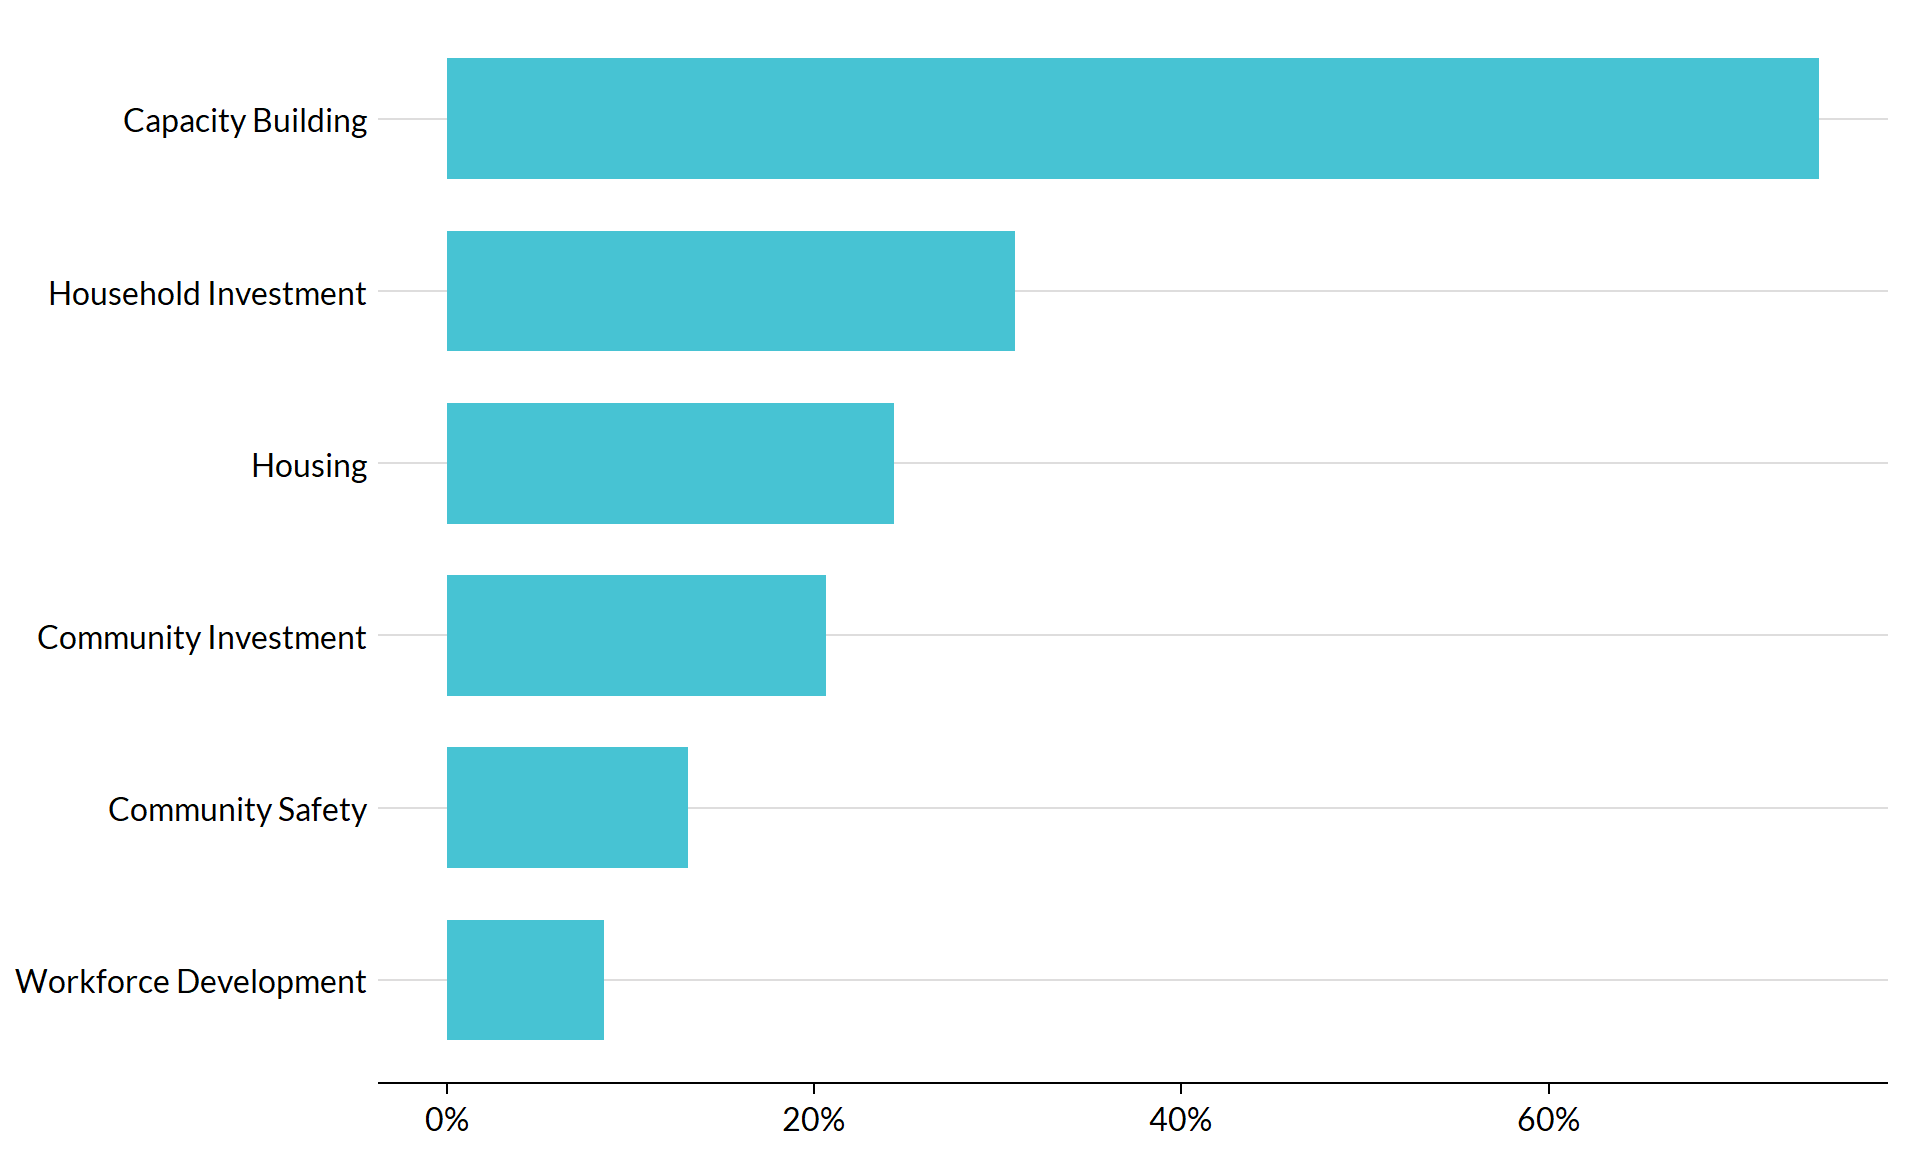 Capacity Building
Household Investment
Housing
Community Investment
Community Safety
Workforce Development
0% 20% 40% 60%